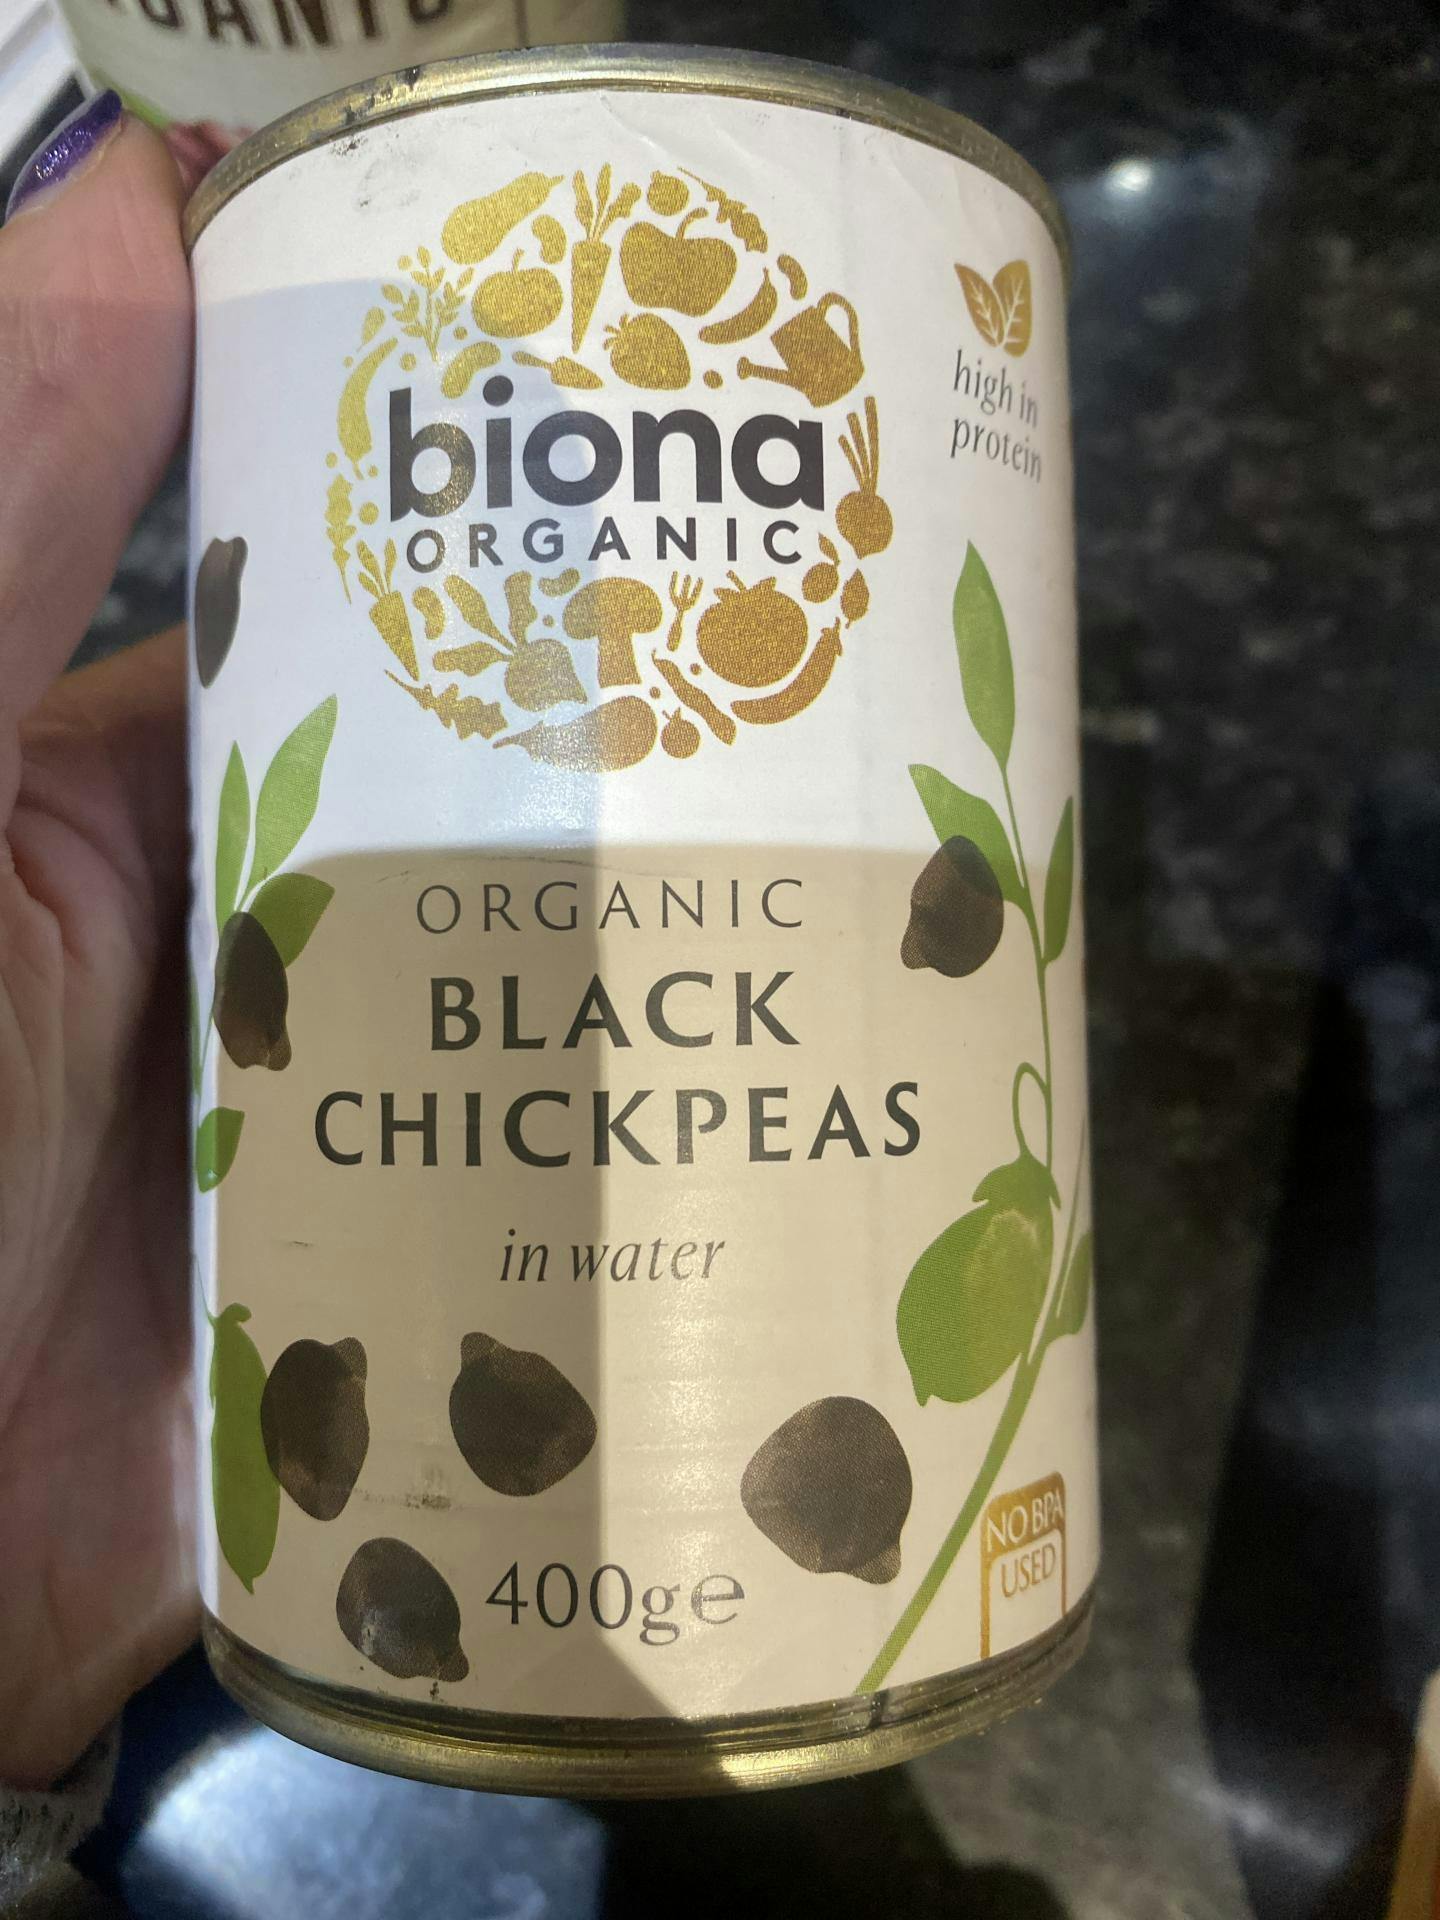 biona
ORGANIC
high in
protein
ORGANIC
BLACK
CHICKPEAS
in water
400g℮
NO BPA
USED